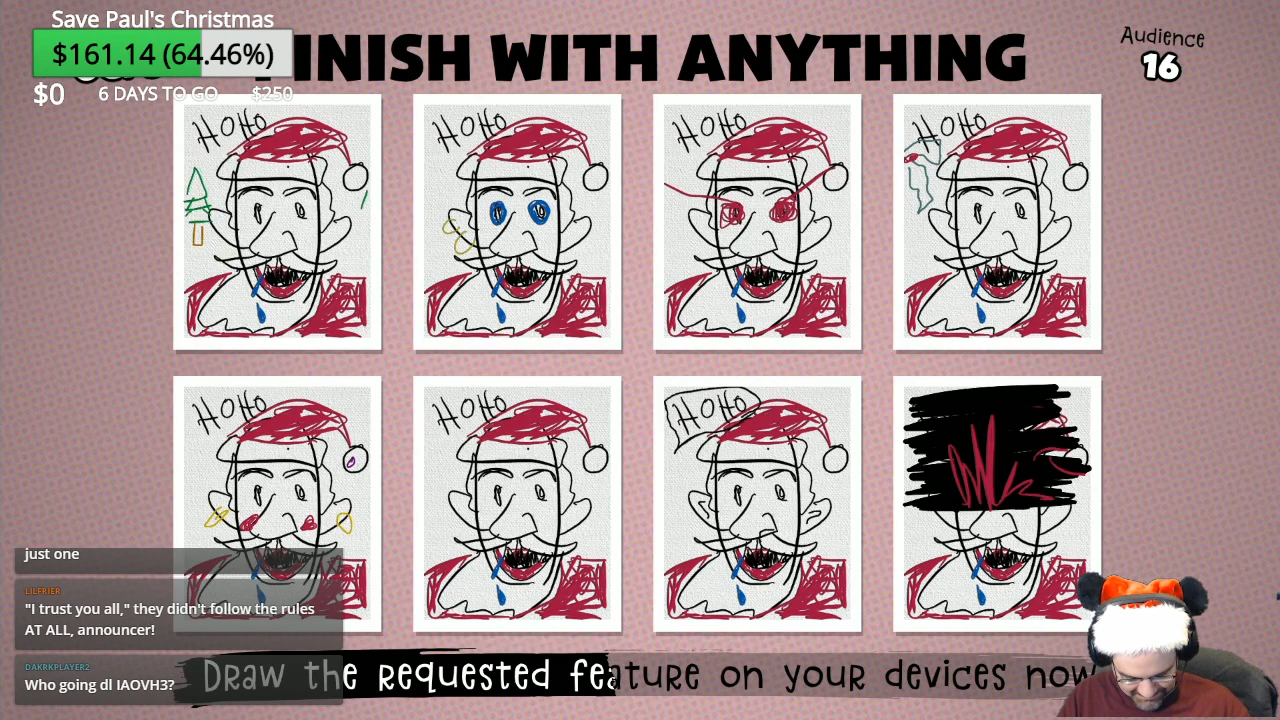 Save Paul's Christmas
$161.14 (64.46%)
$0 6 DAYS TO GO $250
FINISH WITH ANYTHING
Audience
16
HOHO
HOHO
HOHO
HOHO
HOHO
HOHO
HOHO
just one
LILFRIER
"I trust you all," they didn't follow the rules
AT ALL, announcer!
DAKRKPLAYER2
Who going dl IAOVH3?
Draw the requested feature on your devices now